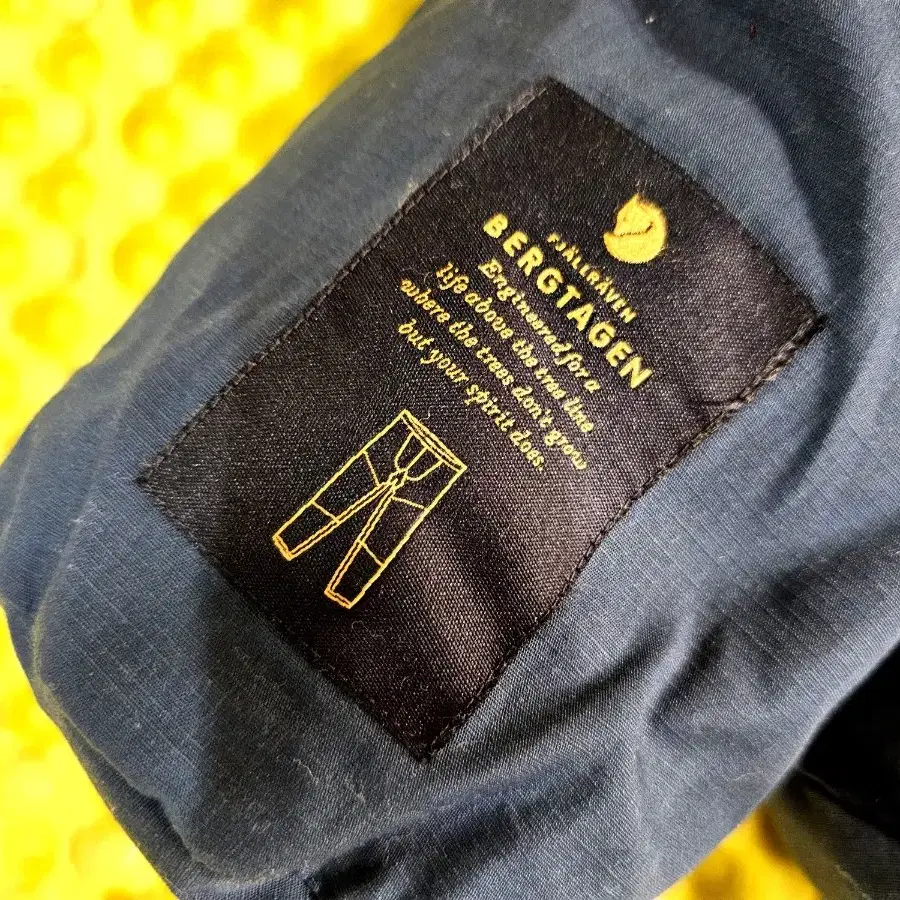 FJÄLLRÄVEN
BERGTAGEN
Engineered for a
life above the tree line
where the trees don't grow
but your spirit does.